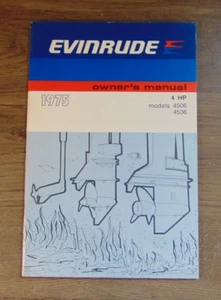 EVINRUDE
owner's manual
1975
4 HP
models 4506
4536